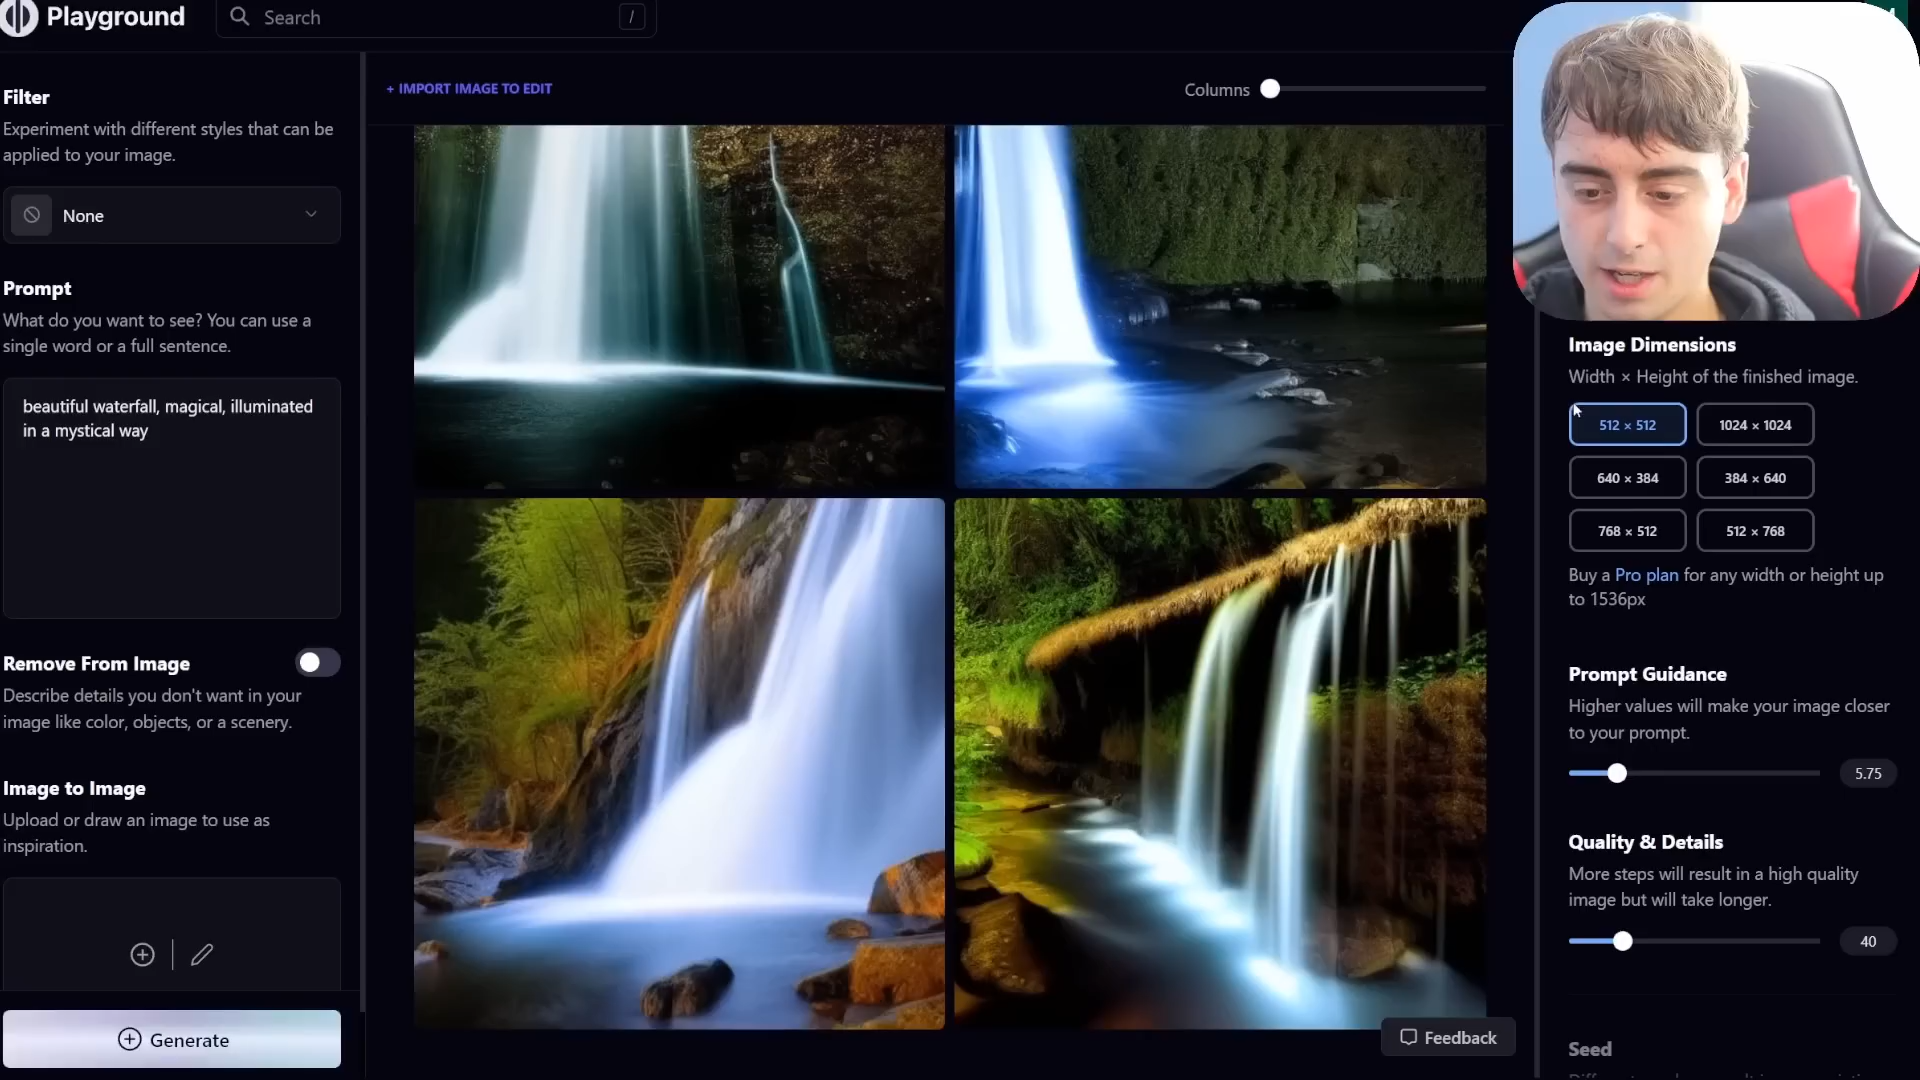 Playground
Search
/
Filter
Experiment with different styles that can be
applied to your image.
None
Prompt
What do you want to see? You can use a
single word or a full sentence.
beautiful waterfall, magical, illuminated
in a mystical way
Remove From Image
Describe details you don't want in your
image like color, objects, or a scenery.
Image to Image
Upload or draw an image to use as
inspiration.
Generate
+ IMPORT IMAGE TO EDIT
Columns
Feedback
Image Dimensions
Width × Height of the finished image.
512 × 512
1024 × 1024
640 × 384
384 × 640
768 × 512
512 × 768
Buy a Pro plan for any width or height up
to 1536px
Prompt Guidance
Higher values will make your image closer
to your prompt.
5.75
Quality & Details
More steps will result in a high quality
image but will take longer.
40
Seed